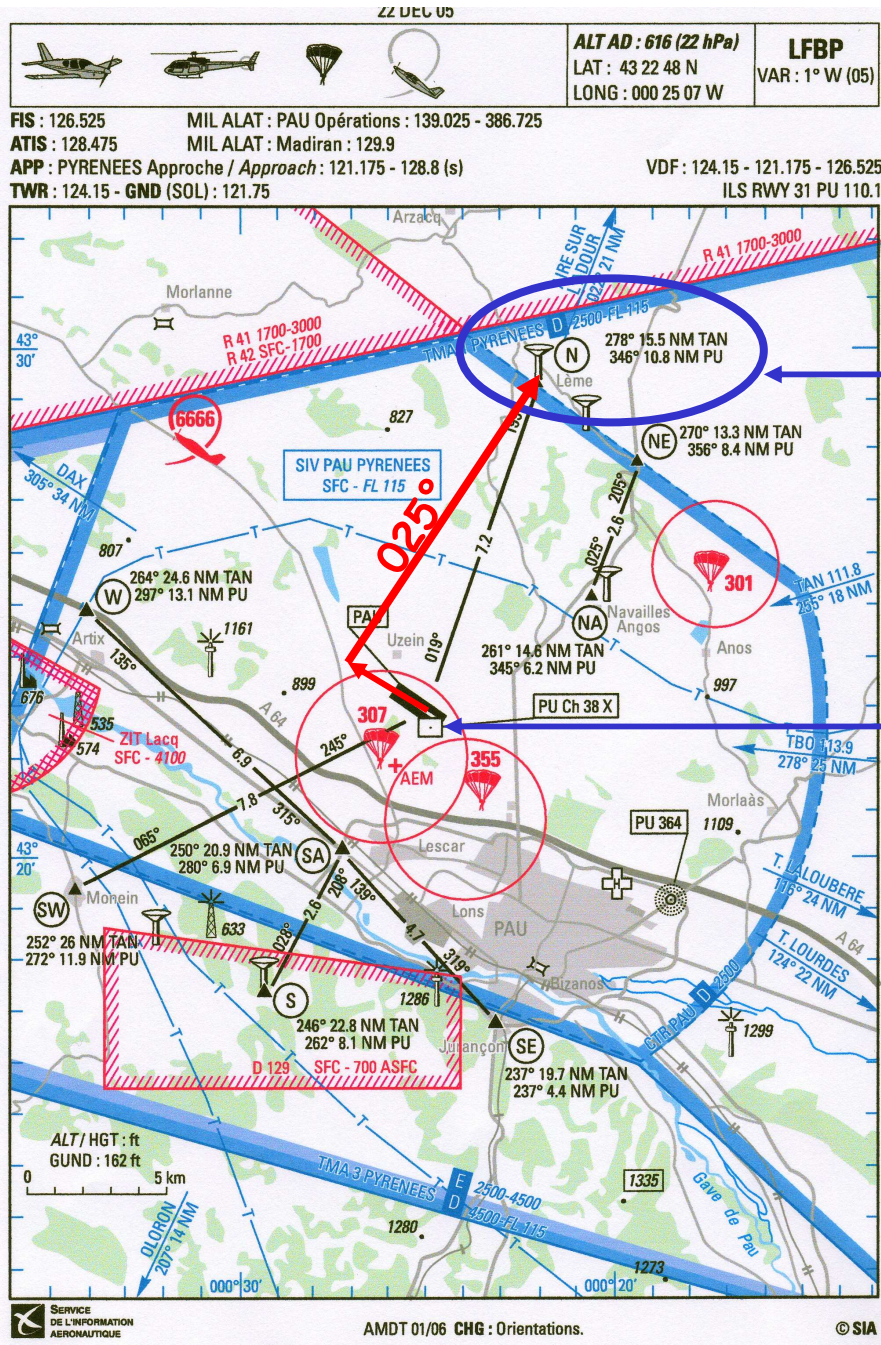 22 DEC 05
ALT AD : 616 (22 hPa)
LAT : 43 22 48 N
LONG : 000 25 07 W
LFBP
VAR : 1° W (05)
FIS : 126.525
MIL ALAT : PAU Opérations : 139.025 - 386.725
ATIS : 128.475
MIL ALAT : Madiran : 129.9
APP : PYRENEES Approche / Approach : 121.175 - 128.8 (s)
VDF : 124.15 - 121.175 - 126.525
TWR : 124.15 - GND (SOL) : 121.75
ILS RWY 31 PU 110.1
Arzacq
R 41 1700-3000
Morlanne
43°
30'
R 41 1700-3000
R 42 SFC-1700
TMA PYRENEES D 2500-FL 115
N
278° 15.5 NM TAN
346° 10.8 NM PU
Lème
6666
827
NE
270° 13.3 NM TAN
356° 8.4 NM PU
SIV PAU PYRENEES
SFC - FL 115
DAX
305° 34 NM
025°
7.2
205°
2.6
025°
807
301
TAN 111.8
255° 18 NM
W
264° 24.6 NM TAN
297° 13.1 NM PU
Artix
135°
1161
PAU
Uzein
019°
NA
Navailles
Angos
261° 14.6 NM TAN
345° 6.2 NM PU
Anos
997
899
A 64
676
535
574
ZIT Lacq
SFC - 4100
307
PU Ch 38 X
TBO 113.9
278° 25 NM
245°
6.9
7.8
315°
065°
AEM
355
Morlaàs
1109
PU 364
43°
20'
250° 20.9 NM TAN
280° 6.9 NM PU
SA
Lescar
208°
139°
2.6
028°
4.7
319°
SW
Monein
252° 26 NM TAN
272° 11.9 NM PU
633
Lons
PAU
T. LALOUBERE
116° 24 NM
A 64
T. LOURDES
124° 22 NM
1286
Bizanos
CTR PAU D 2500
1299
S
246° 22.8 NM TAN
262° 8.1 NM PU
D 129 SFC - 700 ASFC
Jurançon
SE
237° 19.7 NM TAN
237° 4.4 NM PU
ALT / HGT : ft
GUND : 162 ft
0 5 km
TMA 3 PYRENEES
E 2500-4500
D 4500-FL 115
1335
Gave de Pau
OLORON
207° 14 NM
1280
1273
000° 30'
000° 20'
SERVICE
DE L'INFORMATION
AERONAUTIQUE
AMDT 01/06 CHG : Orientations.
© SIA